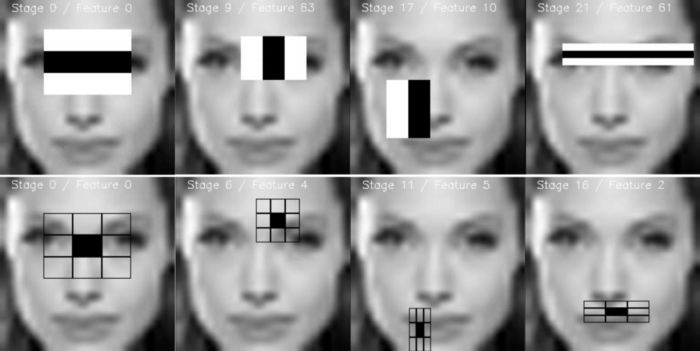 Stage 0 / Feature 0
Stage 9 / Feature 63
Stage 17 / Feature 10
Stage 21 / Feature 61
Stage 0 / Feature 0
Stage 6 / Feature 4
Stage 11 / Feature 5
Stage 16 / Feature 2